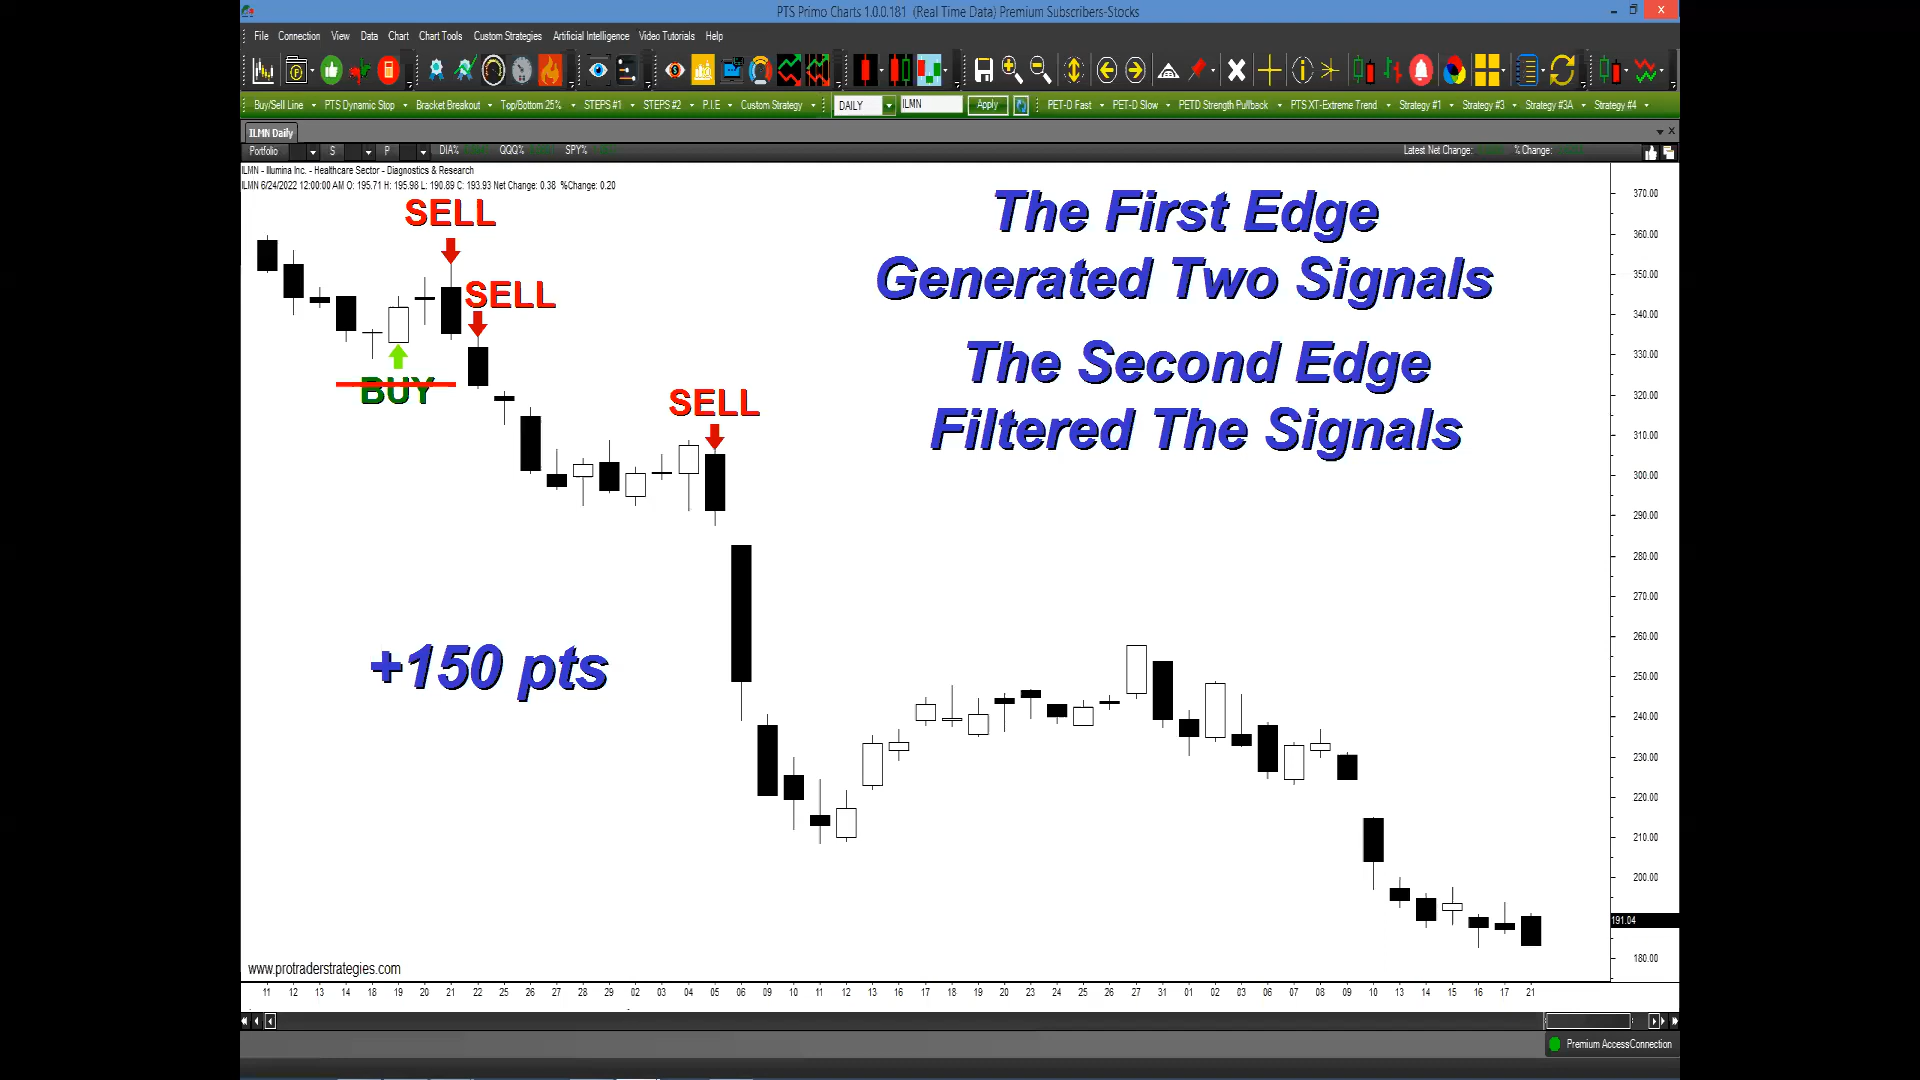 PTS Primo Charts 1.0.0.181 (Real Time Data) Premium Subscribers-Stocks
File Connection View Data Chart Chart Tools Custom Strategies Artificial Intelligence Video Tutorials Help
Buy/Sell Line PTS Dynamic Stop Bracket Breakout Top/Bottom 25% STEPS #1 STEPS #2 P.I.E Custom Strategy DAILY ILMN Apply PET-D Fast PET-D Slow PETD Strength Pullback PTS XT-Extreme Trend Strategy #1 Strategy #3 Strategy #3A Strategy #4
ILMN Daily
Portfolio S P DIA% QQQ% SPY% Latest Net Change: % Change:
ILMN - Illumina Inc. - Healthcare Sector - Diagnostics & Research
ILMN 6/24/2022 12:00:00 AM O: 195.71 H: 195.98 L: 190.89 C: 193.93 Net Change: 0.38 %Change: 0.20
SELL
SELL
BUY
SELL
The First Edge
Generated Two Signals
The Second Edge
Filtered The Signals
+150 pts
370.00
360.00
350.00
340.00
330.00
320.00
310.00
300.00
290.00
280.00
270.00
260.00
250.00
240.00
230.00
220.00
210.00
200.00
191.04
180.00
www.protraderstrategies.com
11 12 13 14 18 19 20 21 22 25 26 27 28 29 02 03 04 05 06 09 10 11 12 13 16 17 18 19 20 23 24 25 26 27 31 01 02 03 06 07 08 09 10 13 14 15 16 17 21
Premium AccessConnection